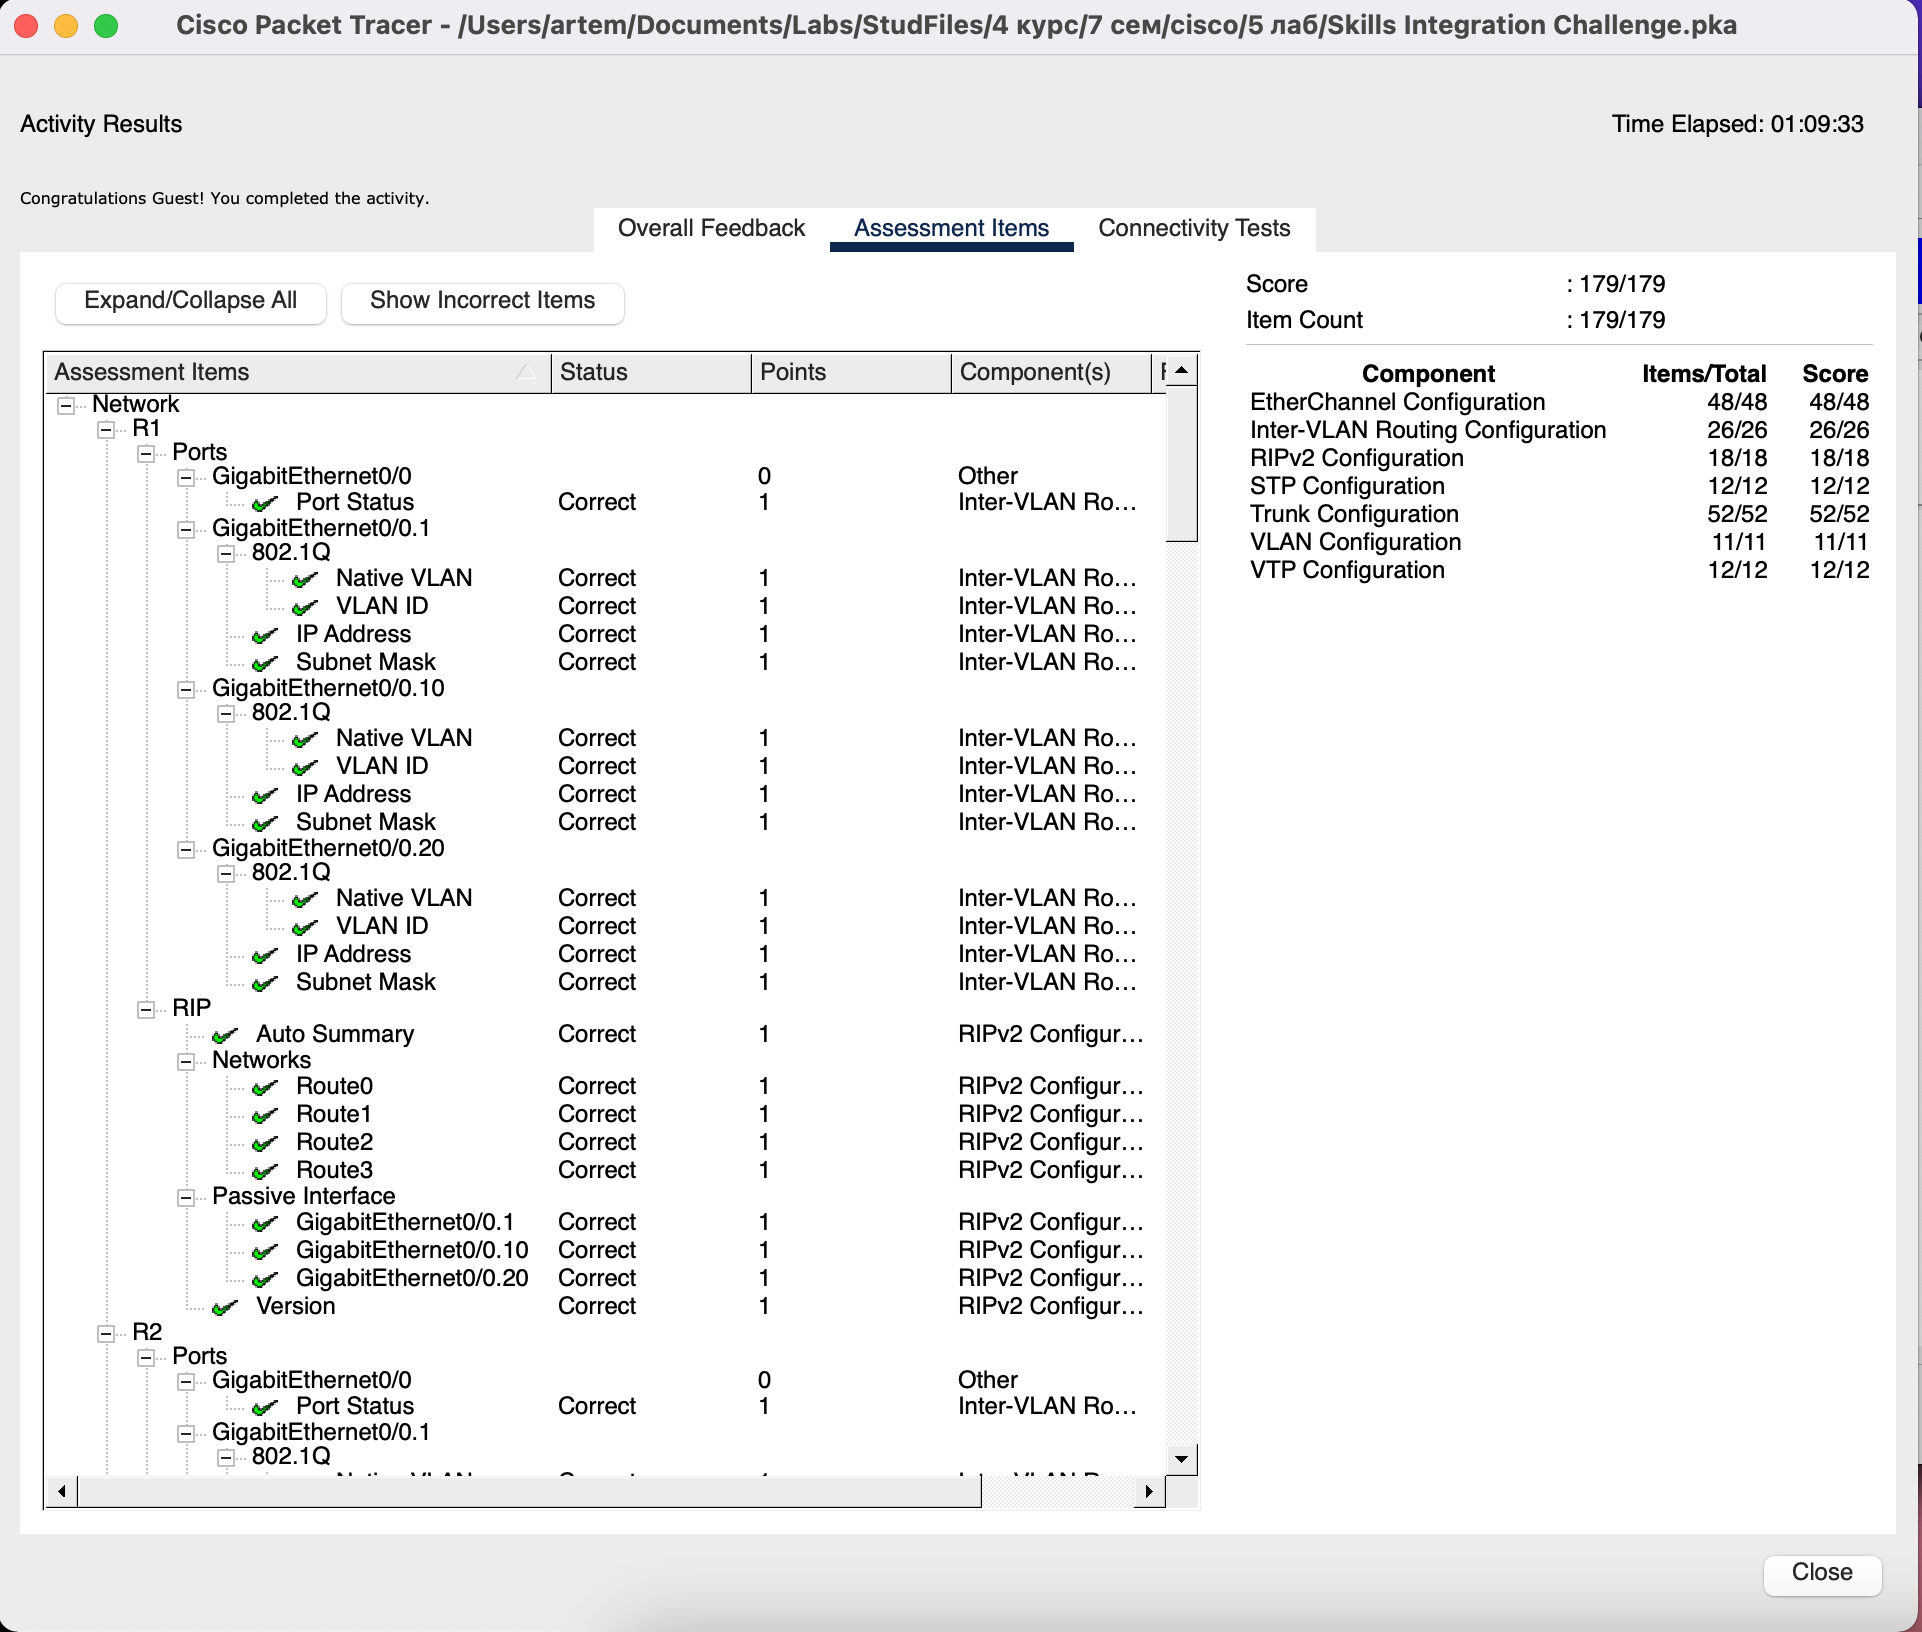 Cisco Packet Tracer - /Users/artem/Documents/Labs/StudFiles/4 курс/7 сем/cisco/5 лаб/Skills Integration Challenge.pka
Activity Results
Time Elapsed: 01:09:33
Congratulations Guest! You completed the activity.
Overall Feedback Assessment Items Connectivity Tests
Expand/Collapse All Show Incorrect Items
Assessment Items Status Points Component(s)
Network
R1
Ports
GigabitEthernet0/0 0 Other
Port Status Correct 1 Inter-VLAN Ro...
GigabitEthernet0/0.1
802.1Q
Native VLAN Correct 1 Inter-VLAN Ro...
VLAN ID Correct 1 Inter-VLAN Ro...
IP Address Correct 1 Inter-VLAN Ro...
Subnet Mask Correct 1 Inter-VLAN Ro...
GigabitEthernet0/0.10
802.1Q
Native VLAN Correct 1 Inter-VLAN Ro...
VLAN ID Correct 1 Inter-VLAN Ro...
IP Address Correct 1 Inter-VLAN Ro...
Subnet Mask Correct 1 Inter-VLAN Ro...
GigabitEthernet0/0.20
802.1Q
Native VLAN Correct 1 Inter-VLAN Ro...
VLAN ID Correct 1 Inter-VLAN Ro...
IP Address Correct 1 Inter-VLAN Ro...
Subnet Mask Correct 1 Inter-VLAN Ro...
RIP
Auto Summary Correct 1 RIPv2 Configur...
Networks
Route0 Correct 1 RIPv2 Configur...
Route1 Correct 1 RIPv2 Configur...
Route2 Correct 1 RIPv2 Configur...
Route3 Correct 1 RIPv2 Configur...
Passive Interface
GigabitEthernet0/0.1 Correct 1 RIPv2 Configur...
GigabitEthernet0/0.10 Correct 1 RIPv2 Configur...
GigabitEthernet0/0.20 Correct 1 RIPv2 Configur...
Version Correct 1 RIPv2 Configur...
R2
Ports
GigabitEthernet0/0 0 Other
Port Status Correct 1 Inter-VLAN Ro...
GigabitEthernet0/0.1
802.1Q
Score : 179/179
Item Count : 179/179
Component Items/Total Score
EtherChannel Configuration 48/48 48/48
Inter-VLAN Routing Configuration 26/26 26/26
RIPv2 Configuration 18/18 18/18
STP Configuration 12/12 12/12
Trunk Configuration 52/52 52/52
VLAN Configuration 11/11 11/11
VTP Configuration 12/12 12/12
Close